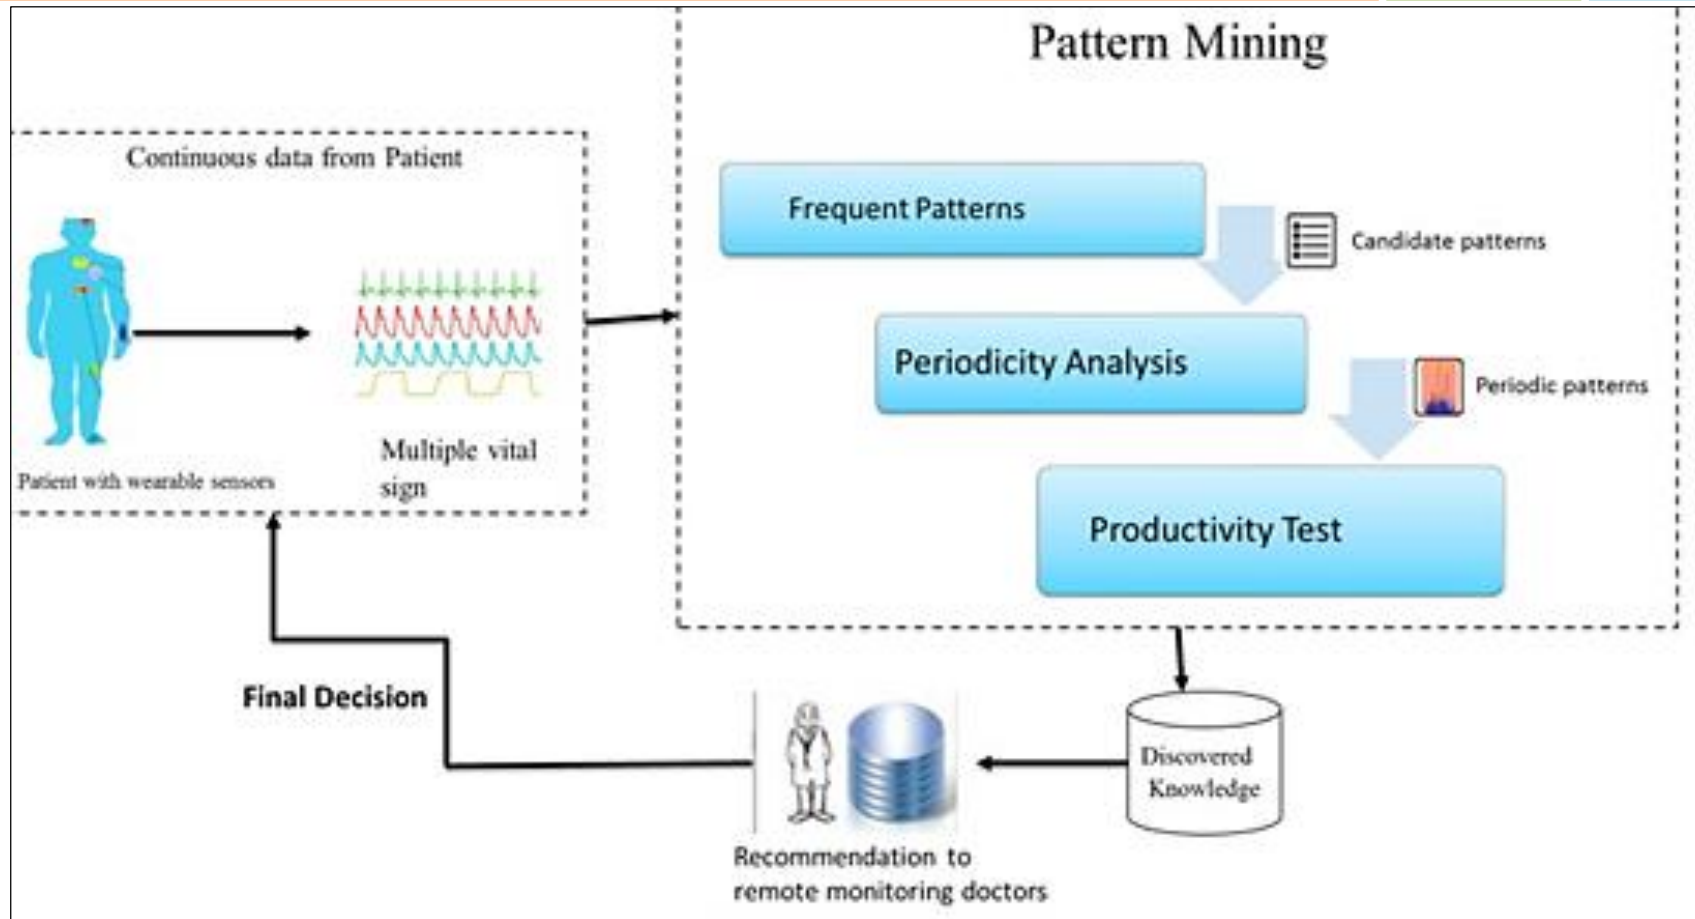 Pattern Mining
Continuous data from Patient
Frequent Patterns
Candidate patterns
Periodicity Analysis
Periodic patterns
Multiple vital
sign
Patient with wearable sensors
Productivity Test
Final Decision
Discovered
Knowledge
Recommendation to
remote monitoring doctors